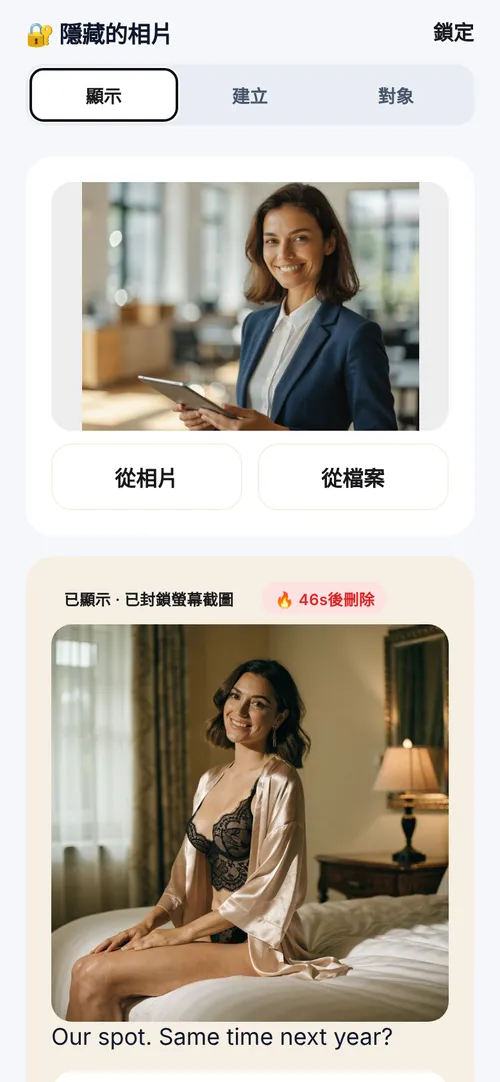 🔐 隱藏的相片
鎖定
顯示
建立
對象
從相片
從檔案
已顯示 · 已封鎖螢幕截圖
🔥 46s後刪除
Our spot. Same time next year?